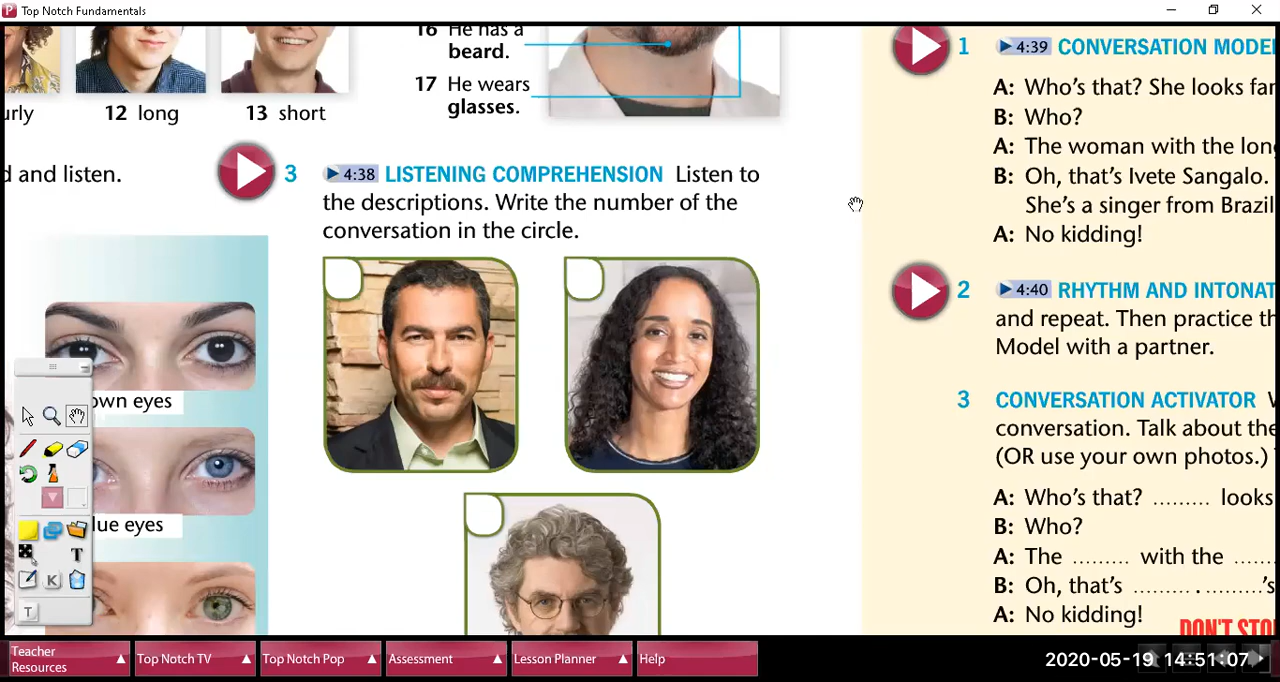 Top Notch Fundamentals
16 He has a
beard.
17 He wears
glasses.
urly
12 long
13 short
d and listen.
3 4:38 LISTENING COMPREHENSION Listen to
the descriptions. Write the number of the
conversation in the circle.
own eyes
lue eyes
1 4:39 CONVERSATION MODE
A: Who's that? She looks fa
B: Who?
A: The woman with the lon
B: Oh, that's Ivete Sangalo.
She's a singer from Brazil
A: No kidding!
2 4:40 RHYTHM AND INTONAT
and repeat. Then practice th
Model with a partner.
3 CONVERSATION ACTIVATOR
conversation. Talk about the
(OR use your own photos.)
A: Who's that? ......... looks
B: Who?
A: The ......... with the
B: Oh, that's ......... . .........'s
A: No kidding!
DON'T STO
T
K
T
Teacher
Resources
Top Notch TV
Top Notch Pop
Assessment
Lesson Planner
Help
2020-05-19 14:51:07